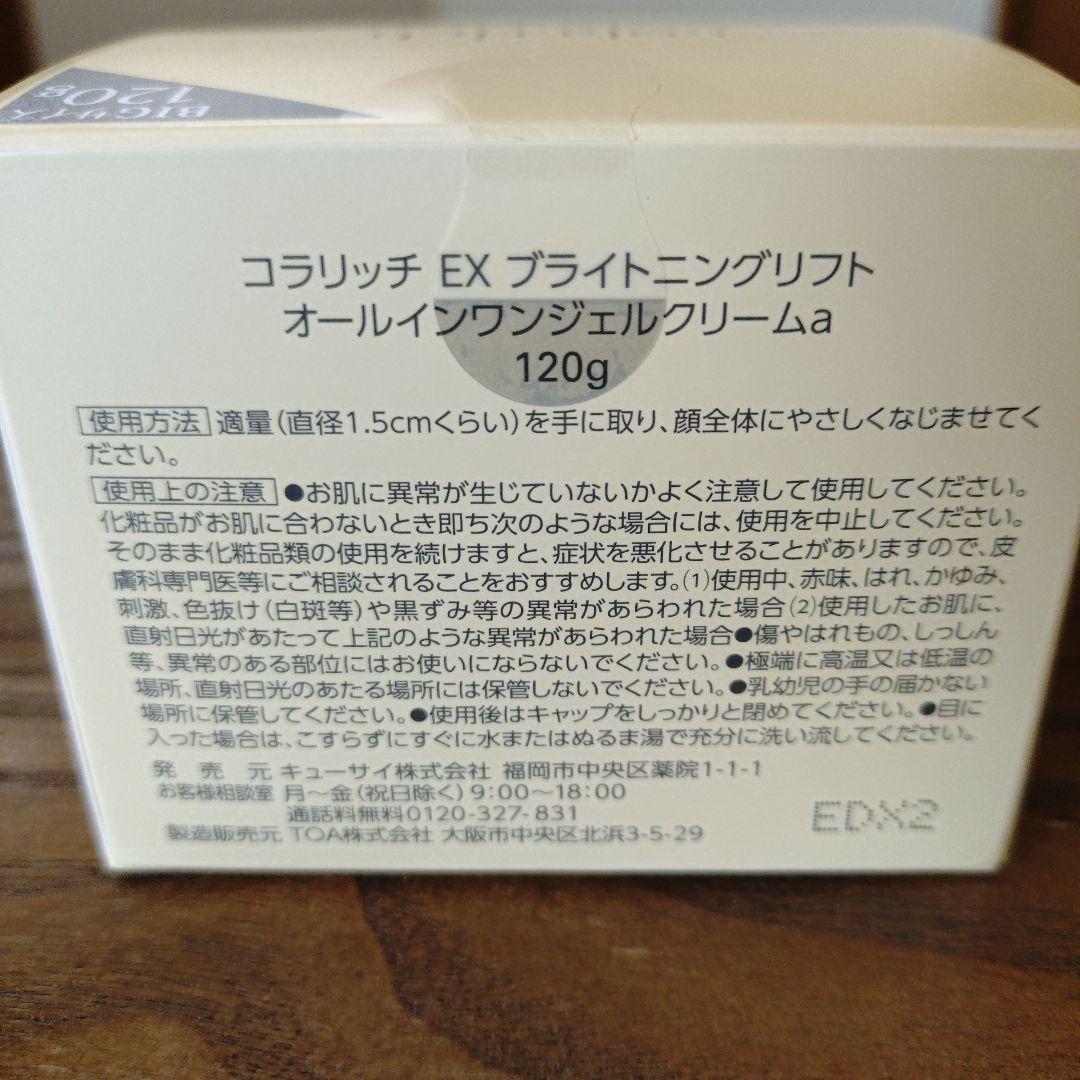 BIGサイズ
120g
コラリッチ EX ブライトニングリフト
オールインワンジェルクリームa
120g
使用方法 適量(直径1.5cmくらい)を手に取り、顔全体にやさしくなじませてく
ださい。
使用上の注意 ●お肌に異常が生じていないかよく注意して使用してください。
化粧品がお肌に合わないとき即ち次のような場合には、使用を中止してください。
そのまま化粧品類の使用を続けますと、症状を悪化させることがありますので、皮
膚科専門医等にご相談されることをおすすめします。(1)使用中、赤味、はれ、かゆみ、
刺激、色抜け(白斑等)や黒ずみ等の異常があらわれた場合(2)使用したお肌に、
直射日光があたって上記のような異常があらわれた場合●傷やはれもの、しっしん
等、異常のある部位にはお使いにならないでください。●極端に高温又は低温の
場所、直射日光のあたる場所には保管しないでください。●乳幼児の手の届かない
場所に保管してください。●使用後はキャップをしっかりと閉めてください。●目に
入った場合は、こすらずにすぐに水またはぬるま湯で充分に洗い流してください。
発売元 キューサイ株式会社 福岡市中央区薬院1-1-1
お客様相談室 月～金(祝日除く)9:00～18:00
通話料無料0120-327-831
製造販売元 TOA株式会社 大阪市中央区北浜3-5-29
EDX2